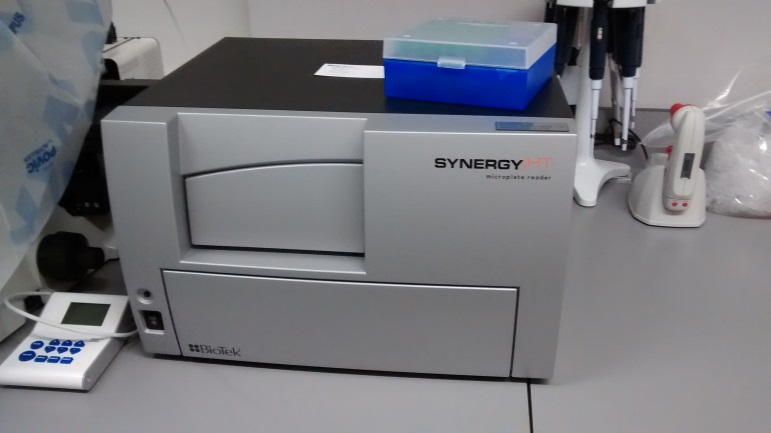 SYNERGY HT
microplate reader
BioTek